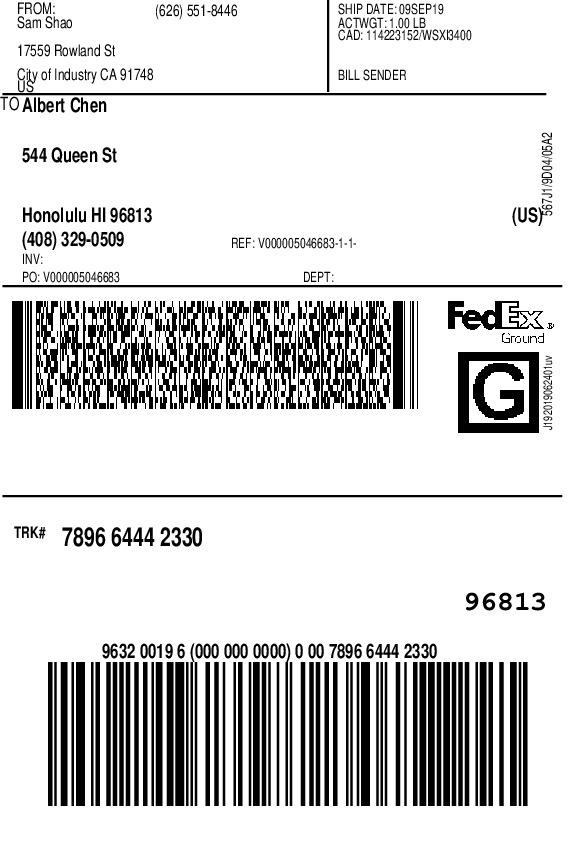 FROM: (626) 551-8446
Sam Shao
17559 Rowland St
City of Industry CA 91748
US
SHIP DATE: 09SEP19
ACTWGT: 1.00 LB
CAD: 114223152/WSXI3400
BILL SENDER
TO Albert Chen
544 Queen St
Honolulu HI 96813 (US)
(408) 329-0509 REF: V000005046683-1-1-
INV:
PO: V000005046683 DEPT:
567J1/9D04/05A2
FedEx ®
Ground
G
J192019062401uv
TRK# 7896 6444 2330
96813
9632 0019 6 (000 000 0000) 0 00 7896 6444 2330